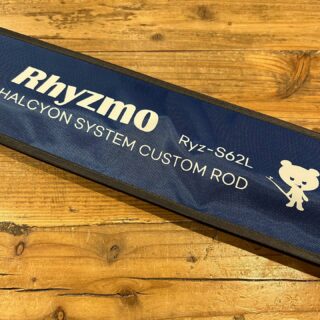 Rhyzmo
Ryz-S62L
HALCYON SYSTEM CUSTOM ROD